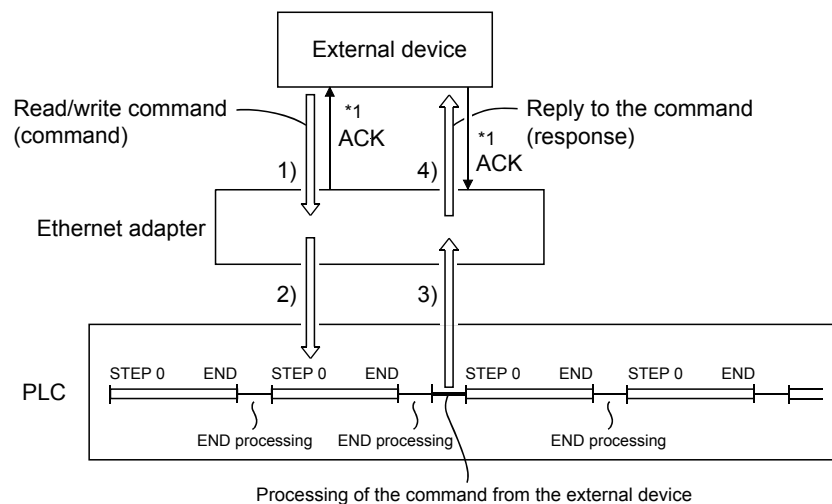 External device
Read/write command
(command)
*1
ACK
Reply to the command
(response)
*1
ACK
1)
4)
Ethernet adapter
2)
3)
STEP 0 END STEP 0 END STEP 0 END STEP 0 END
PLC
END processing END processing END processing
Processing of the command from the external device